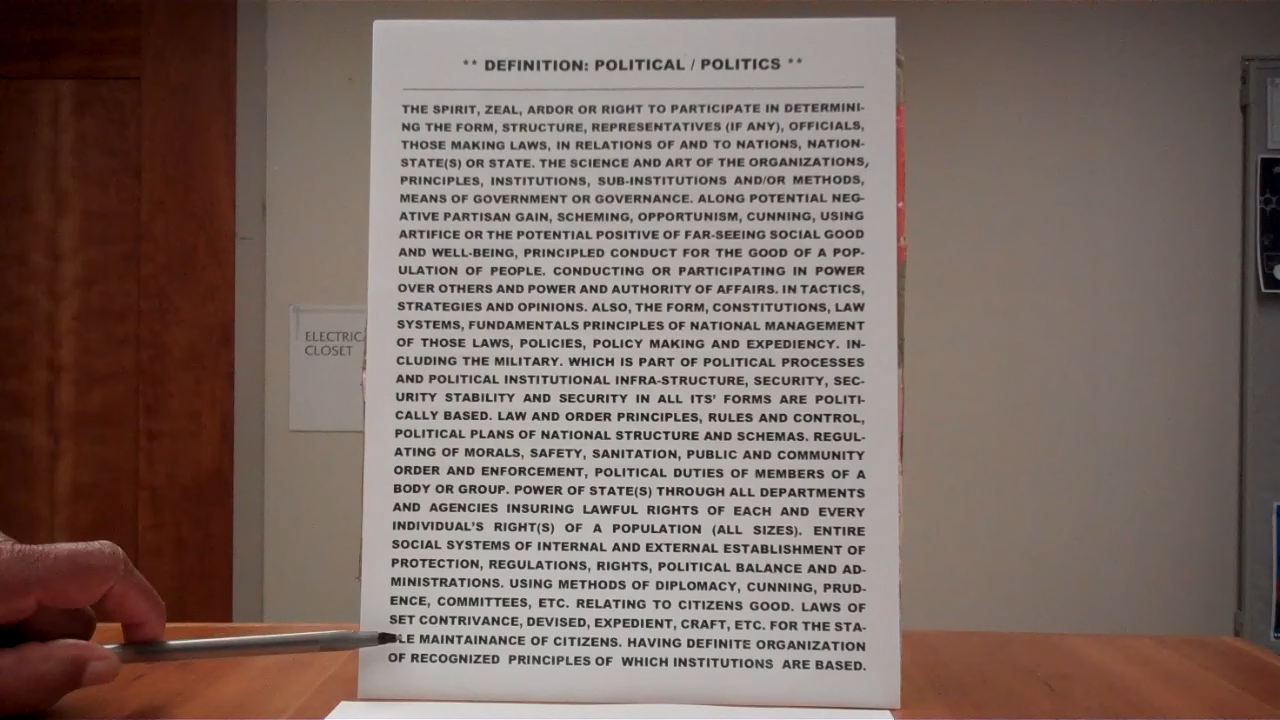 ** DEFINITION: POLITICAL / POLITICS **
THE SPIRIT, ZEAL, ARDOR OR RIGHT TO PARTICIPATE IN DETERMINI-
NG THE FORM, STRUCTURE, REPRESENTATIVES (IF ANY), OFFICIALS,
THOSE MAKING LAWS, IN RELATIONS OF AND TO NATIONS, NATION-
STATE(S) OR STATE. THE SCIENCE AND ART OF THE ORGANIZATIONS,
PRINCIPLES, INSTITUTIONS, SUB-INSTITUTIONS AND/OR METHODS,
MEANS OF GOVERNMENT OR GOVERNANCE. ALONG POTENTIAL NEG-
ATIVE PARTISAN GAIN, SCHEMING, OPPORTUNISM, CUNNING, USING
ARTIFICE OR THE POTENTIAL POSITIVE OF FAR-SEEING SOCIAL GOOD
AND WELL-BEING, PRINCIPLED CONDUCT FOR THE GOOD OF A POP-
ULATION OF PEOPLE. CONDUCTING OR PARTICIPATING IN POWER
OVER OTHERS AND POWER AND AUTHORITY OF AFFAIRS. IN TACTICS,
STRATEGIES AND OPINIONS. ALSO, THE FORM, CONSTITUTIONS, LAW
SYSTEMS, FUNDAMENTALS PRINCIPLES OF NATIONAL MANAGEMENT
OF THOSE LAWS, POLICIES, POLICY MAKING AND EXPEDIENCY. IN-
CLUDING THE MILITARY. WHICH IS PART OF POLITICAL PROCESSES
AND POLITICAL INSTITUTIONAL INFRA-STRUCTURE, SECURITY, SEC-
URITY STABILITY AND SECURITY IN ALL ITS' FORMS ARE POLITI-
CALLY BASED. LAW AND ORDER PRINCIPLES, RULES AND CONTROL,
POLITICAL PLANS OF NATIONAL STRUCTURE AND SCHEMAS. REGUL-
ATING OF MORALS, SAFETY, SANITATION, PUBLIC AND COMMUNITY
ORDER AND ENFORCEMENT, POLITICAL DUTIES OF MEMBERS OF A
BODY OR GROUP. POWER OF STATE(S) THROUGH ALL DEPARTMENTS
AND AGENCIES INSURING LAWFUL RIGHTS OF EACH AND EVERY
INDIVIDUAL'S RIGHT(S) OF A POPULATION (ALL SIZES). ENTIRE
SOCIAL SYSTEMS OF INTERNAL AND EXTERNAL ESTABLISHMENT OF
PROTECTION, REGULATIONS, RIGHTS, POLITICAL BALANCE AND AD-
MINISTRATIONS. USING METHODS OF DIPLOMACY, CUNNING, PRUD-
ENCE, COMMITTEES, ETC. RELATING TO CITIZENS GOOD. LAWS OF
SET CONTRIVANCE, DEVISED, EXPEDIENT, CRAFT, ETC. FOR THE STA-
BLE MAINTAINANCE OF CITIZENS. HAVING DEFINITE ORGANIZATION
OF RECOGNIZED PRINCIPLES OF WHICH INSTITUTIONS ARE BASED.
ELECTRIC
CLOSET